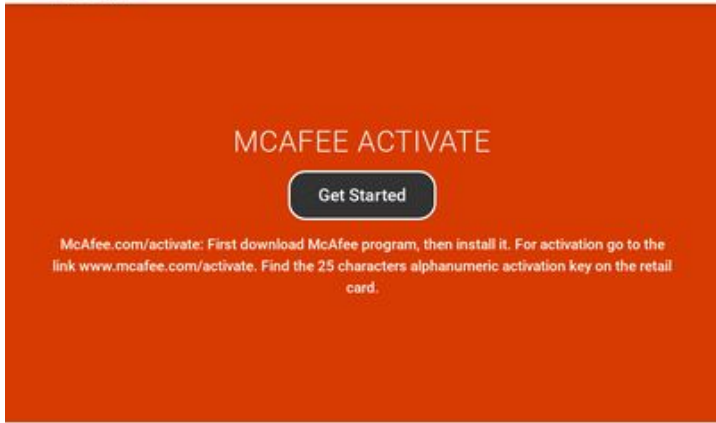 MCAFEE ACTIVATE
Get Started
McAfee.com/activate: First download McAfee program, then install it. For activation go to the
link www.mcafee.com/activate. Find the 25 characters alphanumeric activation key on the retail
card.